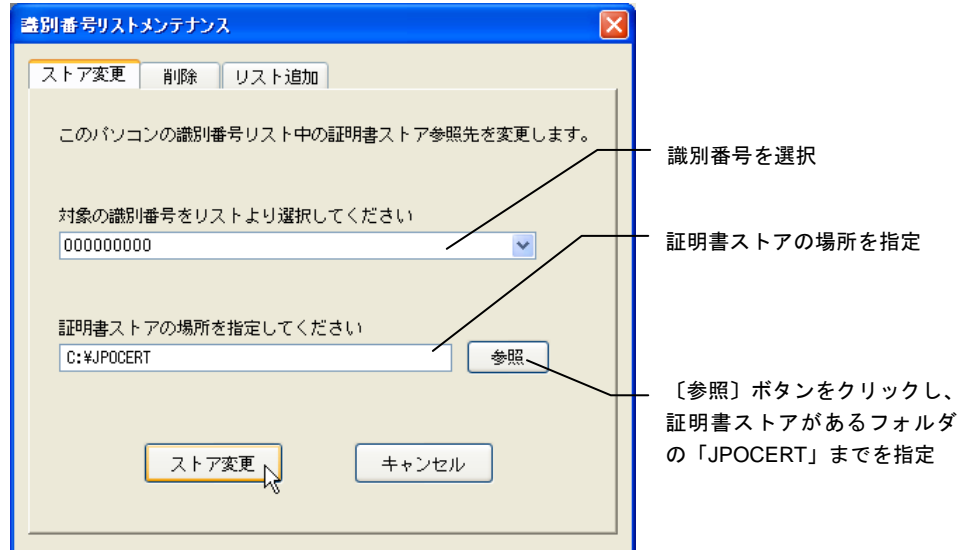 識別番号リストメンテナンス
ストア変更 削除 リスト追加
このパソコンの識別番号リスト中の証明書ストア参照先を変更します。
識別番号を選択
対象の識別番号をリストより選択してください
000000000
証明書ストアの場所を指定
証明書ストアの場所を指定してください
C:¥JPOCERT
参照
〔参照〕ボタンをクリックし、
証明書ストアがあるフォルダ
の「JPOCERT」までを指定
ストア変更 キャンセル